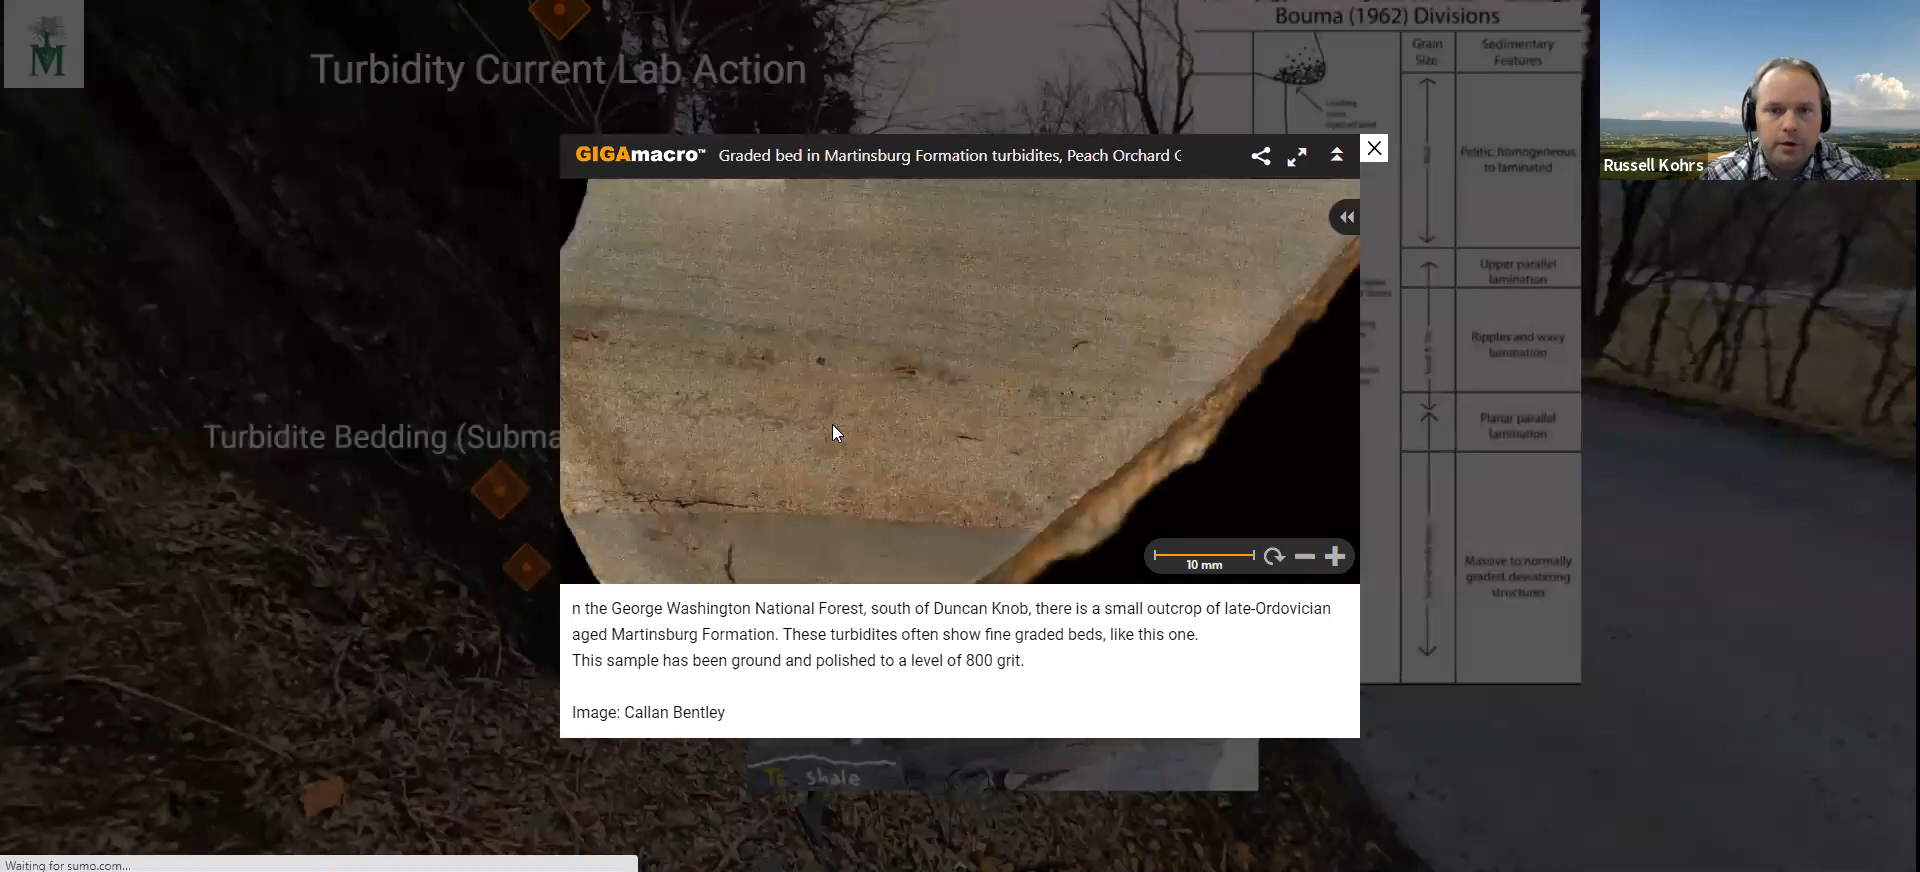 M
Turbidity Current Lab Action
Bouma (1962) Divisions
Grain
Size
Sedimentary
Features
Pelitic, homogeneous
to laminated
Upper parallel
lamination
Ripples and wavy
lamination
Planar parallel
lamination
Massive to normally
graded, dewatering
structures
Russell Kohrs
GIGAmacro™ Graded bed in Martinsburg Formation turbidites, Peach Orchard G
Turbidite Bedding (Subma
10 mm
n the George Washington National Forest, south of Duncan Knob, there is a small outcrop of late-Ordovician
aged Martinsburg Formation. These turbidites often show fine graded beds, like this one.
This sample has been ground and polished to a level of 800 grit.
Image: Callan Bentley
TE shale
Waiting for sumo.com...